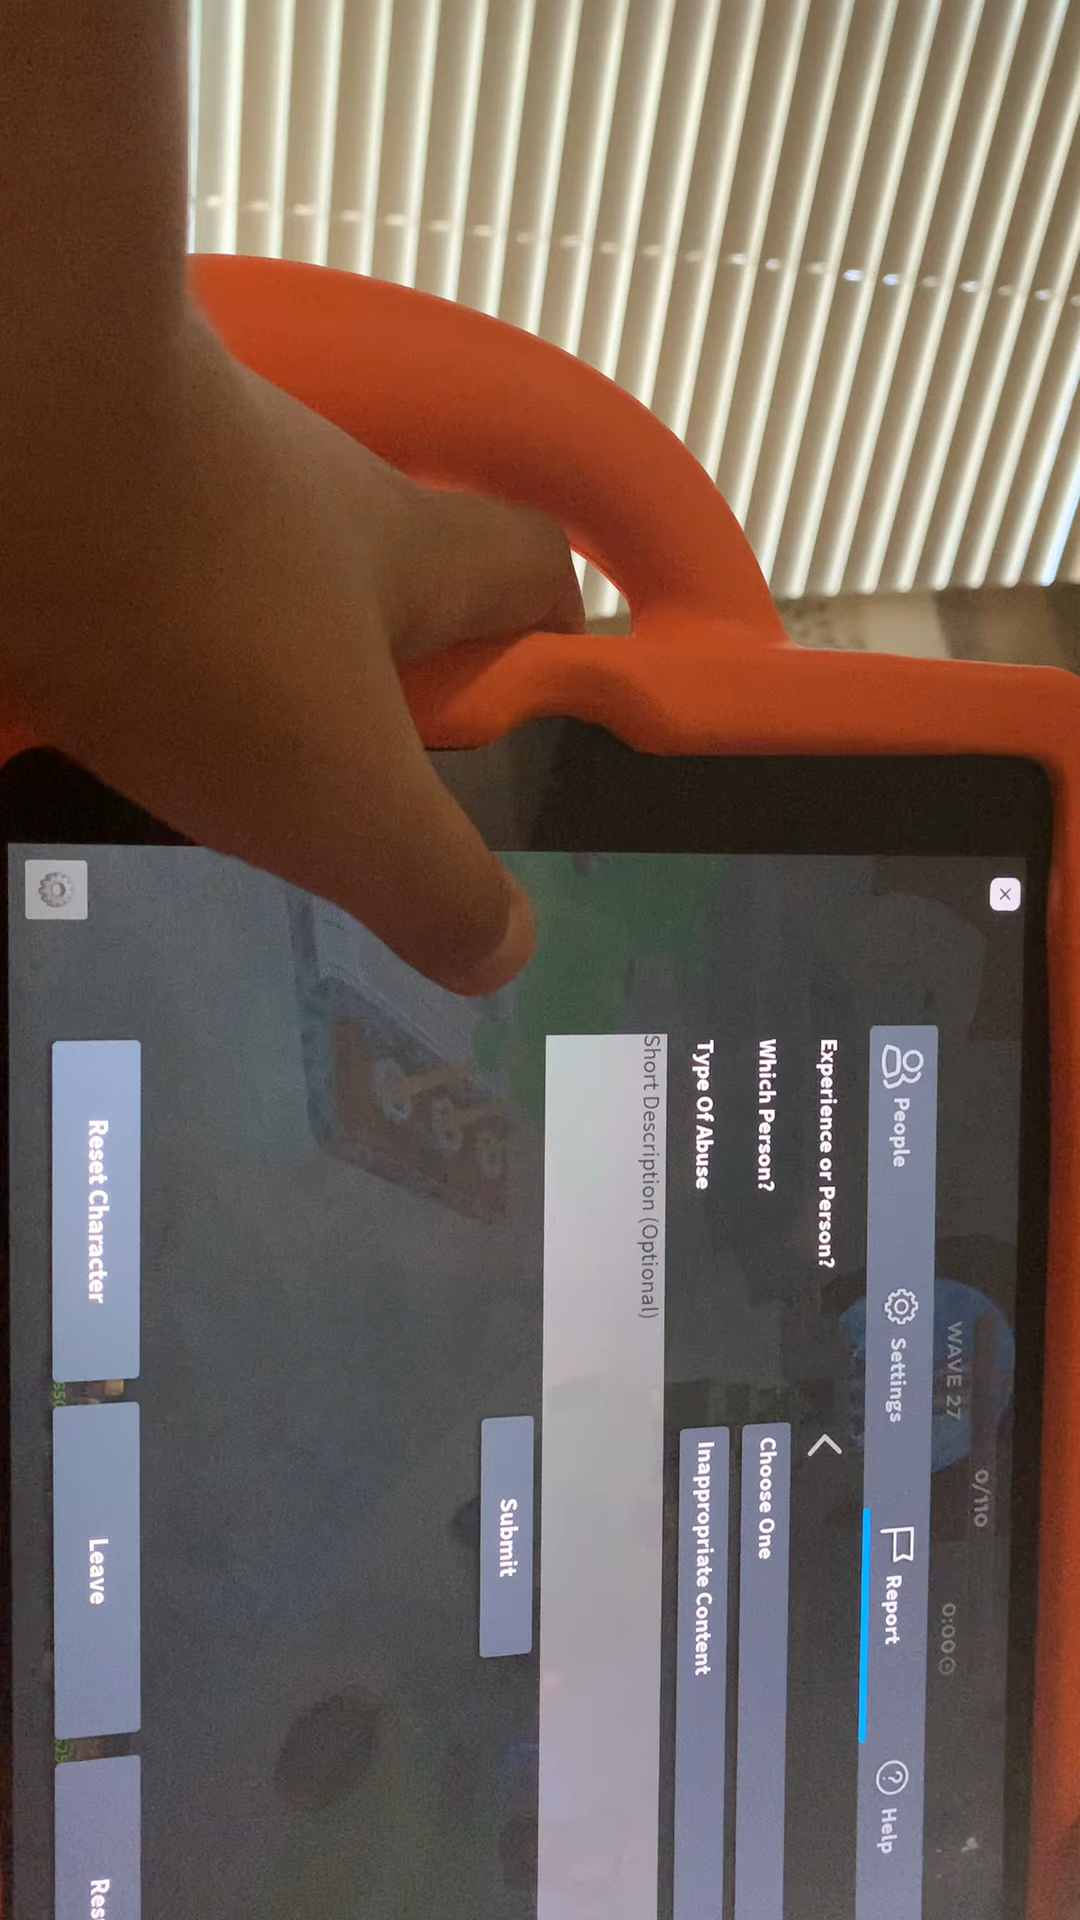 WAVE 27
0/110
0:00
People
Settings
Report
Help
Experience or Person?
Which Person?
Choose One
Type Of Abuse
Inappropriate Content
Short Description (Optional)
Submit
Reset Character
Leave